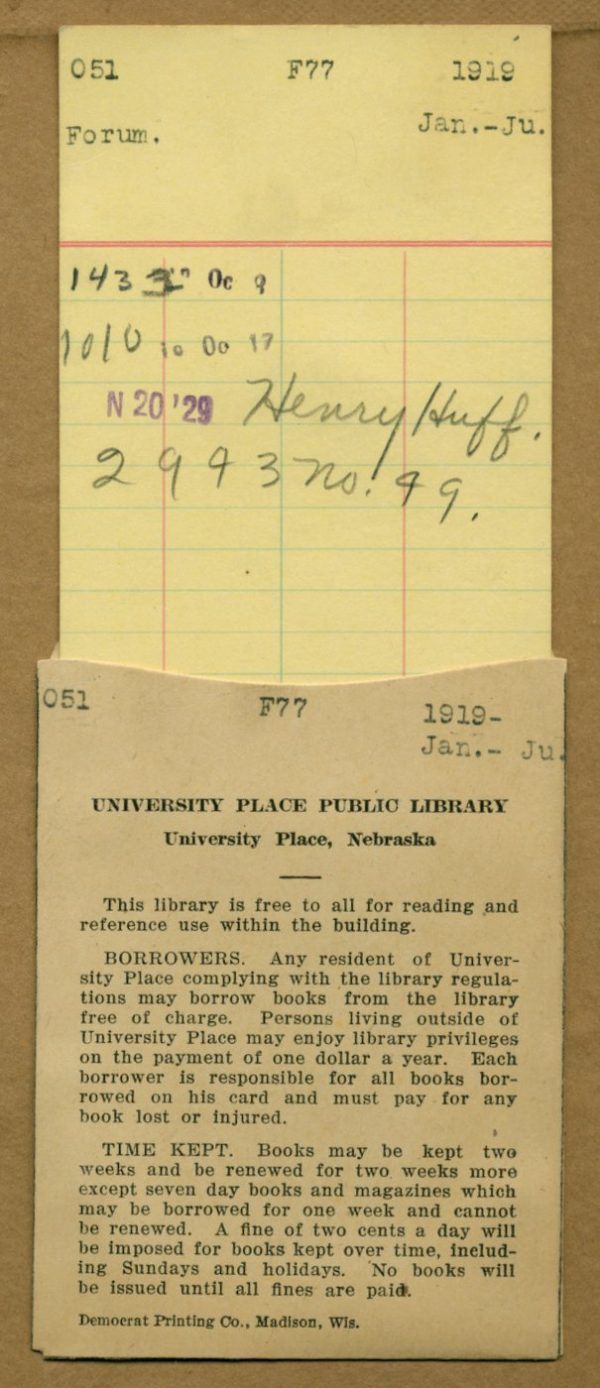 051 F77 1919
Forum. Jan.-Ju.
143 Oc 9
1010 Oc 17
N 20 '29 Henry Huff.
2993 no. 99.
051 F77 1919-
Jan.- Ju.
UNIVERSITY PLACE PUBLIC LIBRARY
University Place, Nebraska
This library is free to all for reading and
reference use within the building.
BORROWERS. Any resident of Univer-
sity Place complying with the library regula-
tions may borrow books from the library
free of charge. Persons living outside of
University Place may enjoy library privileges
on the payment of one dollar a year. Each
borrower is responsible for all books bor-
rowed on his card and must pay for any
book lost or injured.
TIME KEPT. Books may be kept two
weeks and be renewed for two weeks more
except seven day books and magazines which
may be borrowed for one week and cannot
be renewed. A fine of two cents a day will
be imposed for books kept over time, includ-
ing Sundays and holidays. No books will
be issued until all fines are paid.
Democrat Printing Co., Madison, Wis.